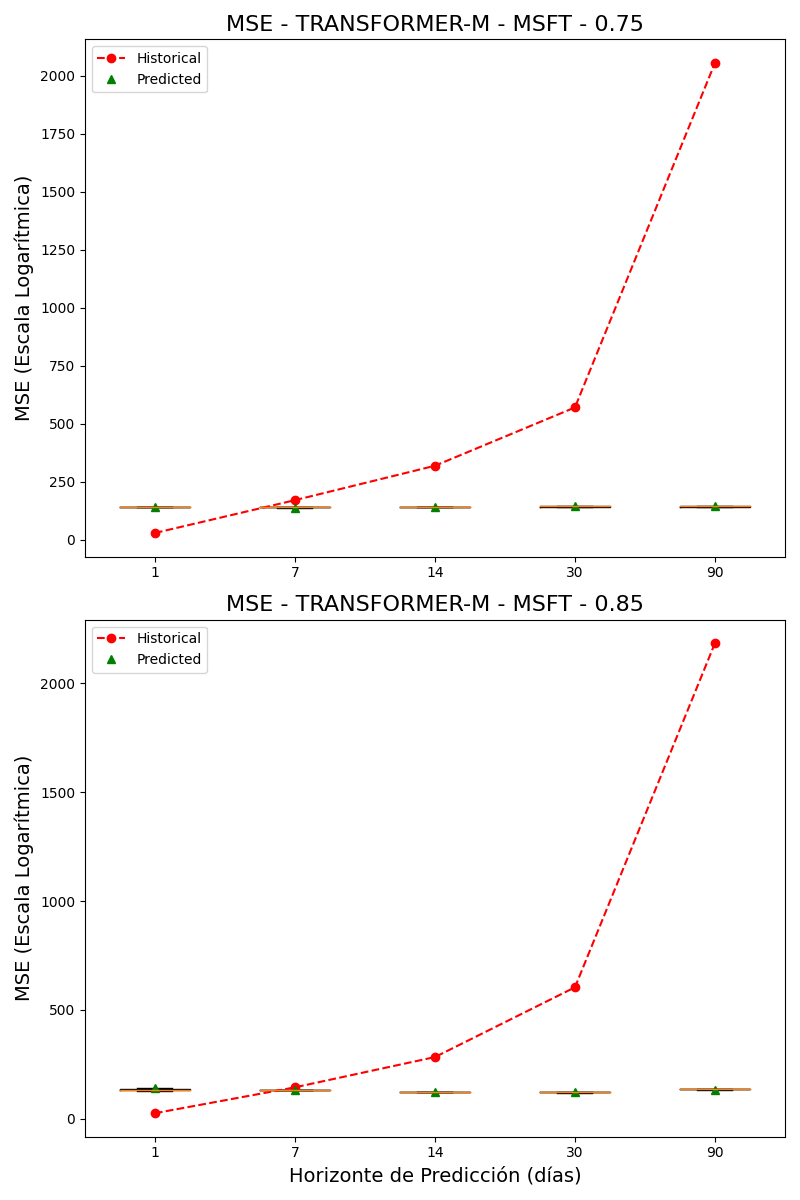 MSE - TRANSFORMER-M - MSFT - 0.75
Historical
Predicted
MSE (Escala Logarítmica)
2000
1750
1500
1250
1000
750
500
250
0
1 7 14 30 90
MSE - TRANSFORMER-M - MSFT - 0.85
Historical
Predicted
MSE (Escala Logarítmica)
2000
1500
1000
500
0
1 7 14 30 90
Horizonte de Predicción (días)